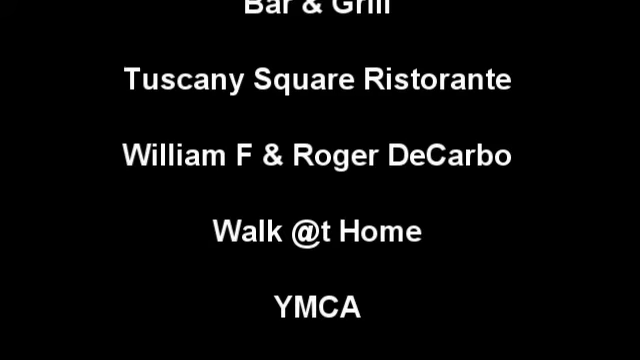 Bar & Grill
Tuscany Square Ristorante
William F & Roger DeCarbo
Walk @t Home
YMCA